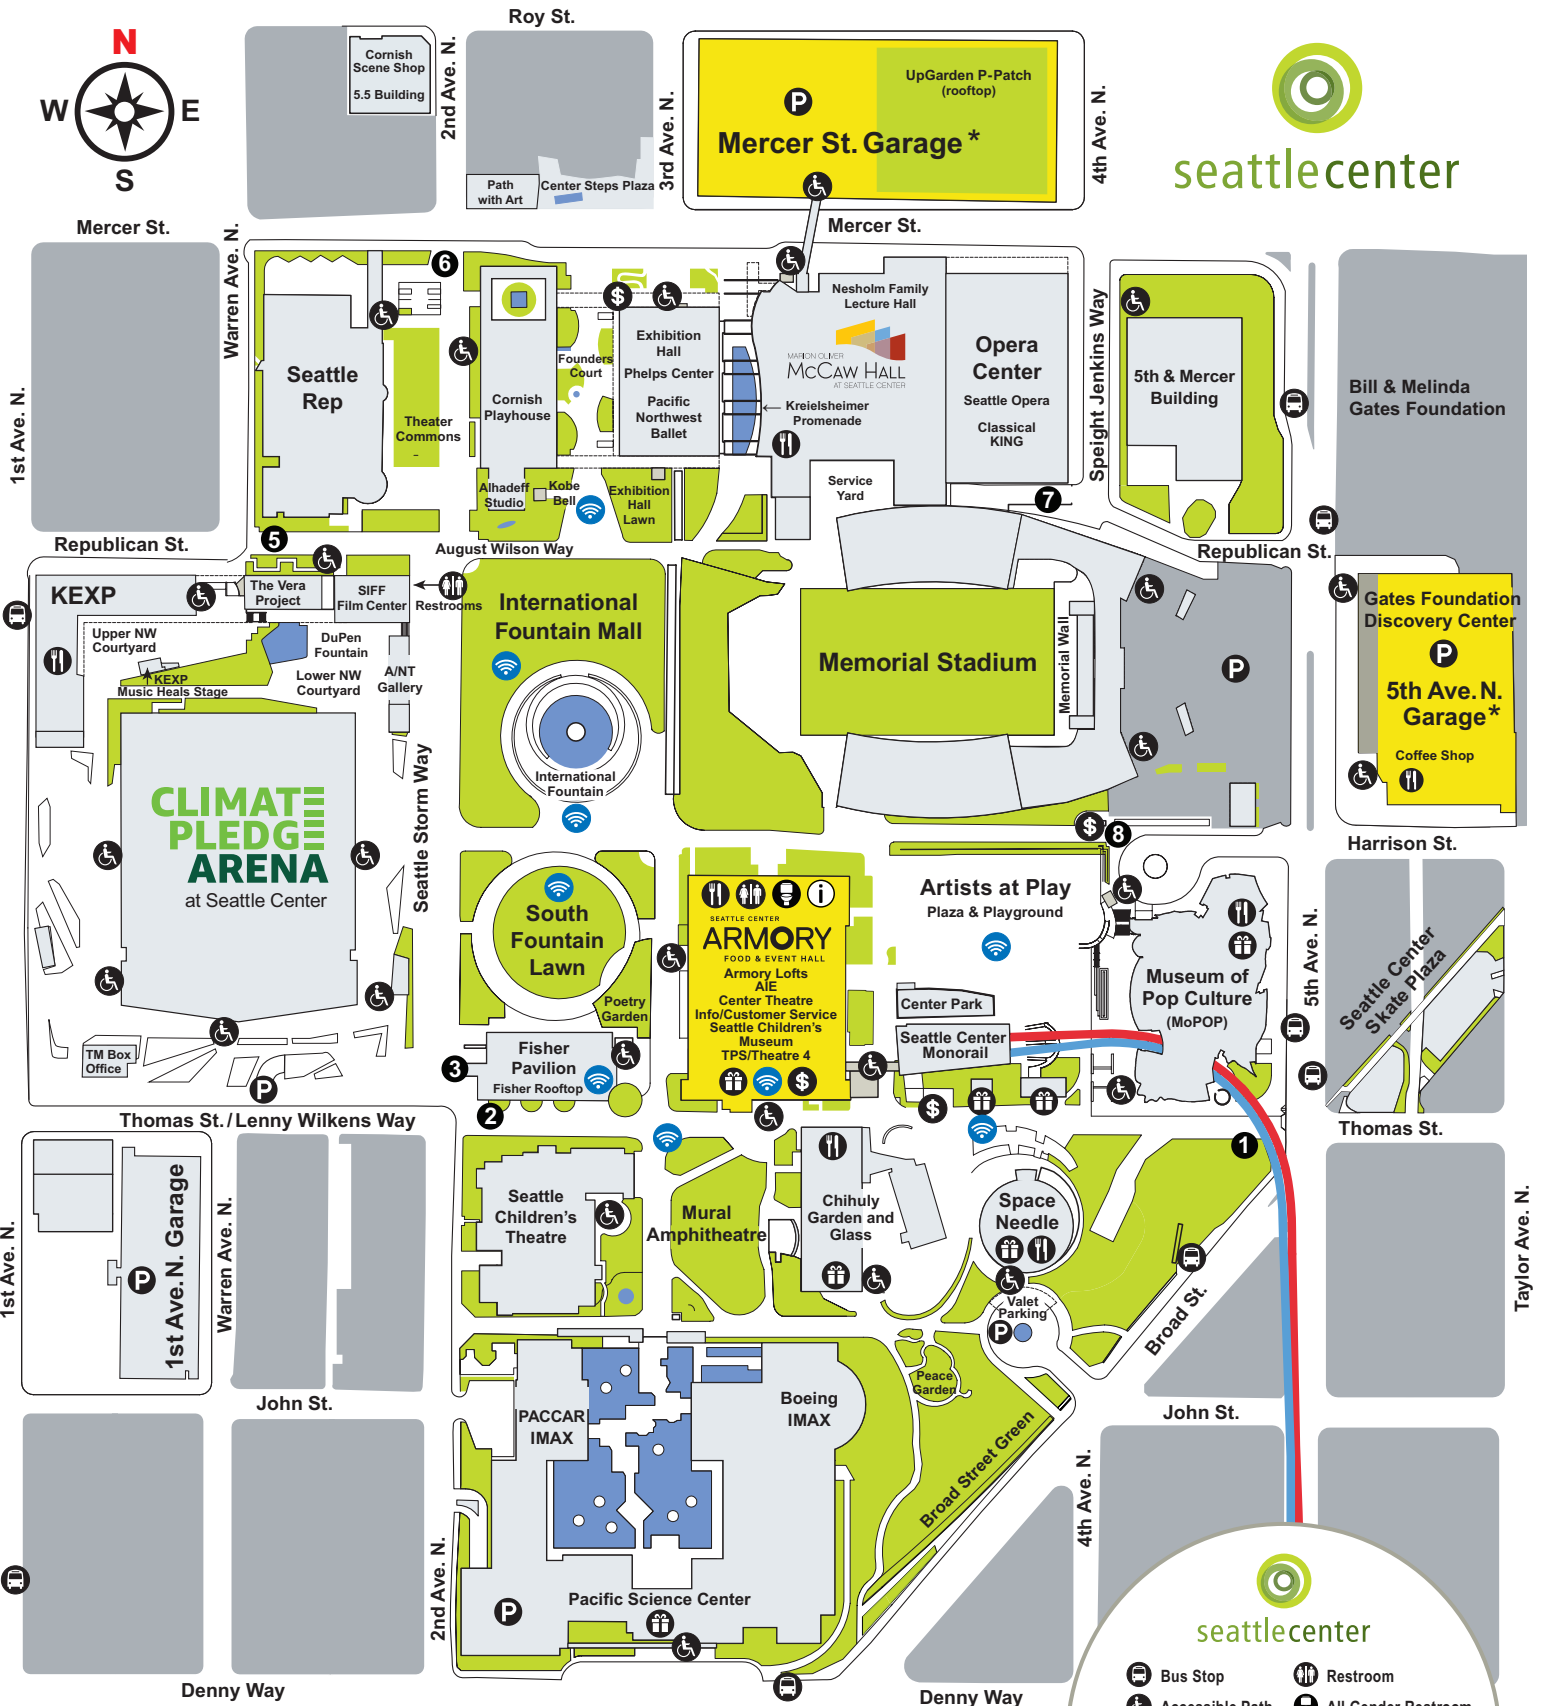 Roy St.
N
W
E
S
Cornish
Scene Shop
5.5 Building
2nd Ave. N.
3rd Ave. N.
4th Ave. N.
P
UpGarden P-Patch
(rooftop)
Mercer St. Garage*
seattlecenter
Path
with Art
Center Steps Plaza
Mercer St.
Mercer St.
Warren Ave. N.
1st Ave. N.
6
Seattle
Rep
Theater
Commons
Cornish
Playhouse
Founders
Court
$
Exhibition
Hall
Phelps Center
Pacific
Northwest
Ballet
Nesholm Family
Lecture Hall
MARION OLIVER
McCAW HALL
AT SEATTLE CENTER
Kreielsheimer
Promenade
Opera
Center
Seattle Opera
Classical
KING
Speight Jenkins Way
5th & Mercer
Building
Bill & Melinda
Gates Foundation
Alhadeff
Studio
Kobe
Bell
Exhibition
Hall
Lawn
Service
Yard
7
5
Republican St.
August Wilson Way
Republican St.
KEXP
The Vera
Project
SIFF
Film Center
Restrooms
International
Fountain Mall
Upper NW
Courtyard
DuPen
Fountain
KEXP
Music Heals Stage
Lower NW
Courtyard
A/NT
Gallery
Memorial Stadium
Memorial Wall
P
Gates Foundation
Discovery Center
P
5th Ave. N.
Garage*
Coffee Shop
International
Fountain
CLIMATE
PLEDGE
ARENA
at Seattle Center
Seattle Storm Way
$
8
Harrison St.
South
Fountain
Lawn
Poetry
Garden
i
SEATTLE CENTER
ARMORY
FOOD & EVENT HALL
Armory Lofts
AIE
Center Theatre
Info/Customer Service
Seattle Children's
Museum
TPS/Theatre 4
$
Artists at Play
Plaza & Playground
Center Park
Seattle Center
Monorail
$
Museum of
Pop Culture
(MoPOP)
5th Ave. N.
Seattle Center
Skate Plaza
TM Box
Office
P
3
Fisher
Pavilion
Fisher Rooftop
2
Thomas St. / Lenny Wilkens Way
Thomas St.
1
1st Ave. N.
P
1st Ave. N. Garage
Warren Ave. N.
Seattle
Children's
Theatre
Mural
Amphitheatre
Chihuly
Garden and
Glass
Space
Needle
Valet
Parking
P
Broad St.
Taylor Ave. N.
John St.
John St.
PACCAR
IMAX
Boeing
IMAX
Peace
Garden
Broad Street Green
4th Ave. N.
2nd Ave. N.
P
Pacific Science Center
Denny Way
Denny Way
seattlecenter
Bus Stop
Restroom
Accessible Path
All Gender Restroom